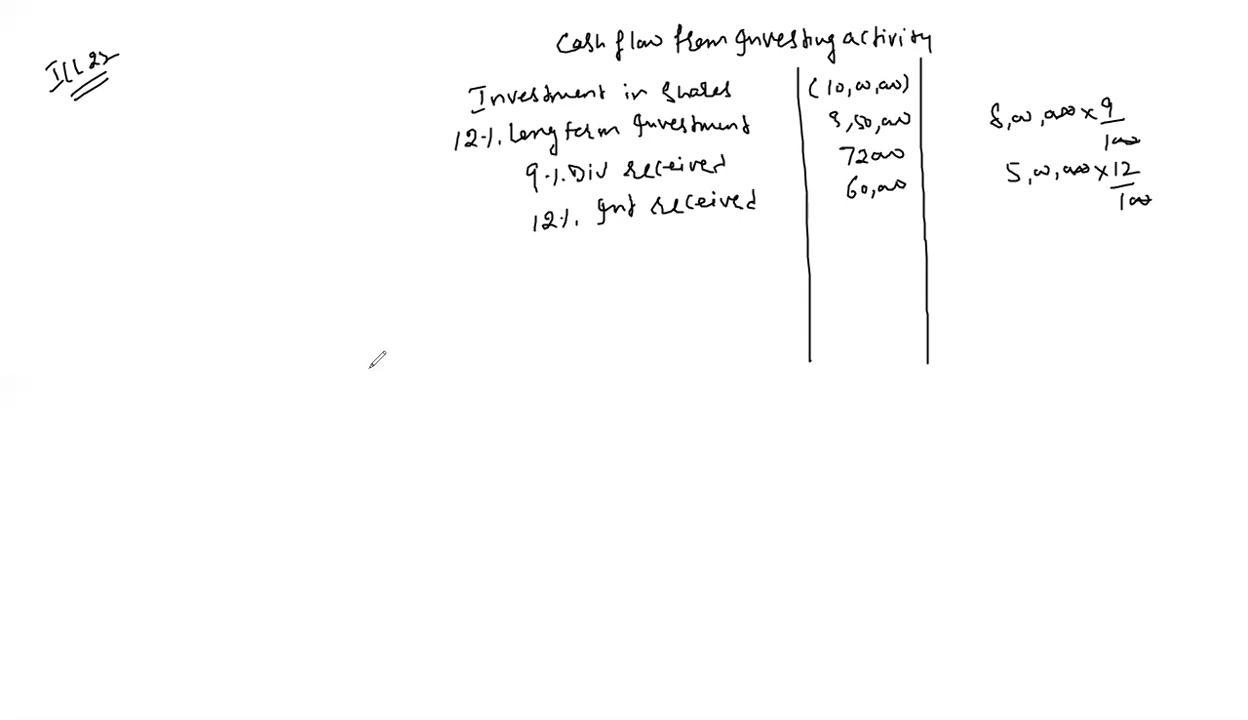 Ill 22
Cash flow from Investing activity
Investment in shares (10,00,000)
12%. Long term Investment 8,50,000
9%. Div received 72000
12%. Int received 60,000
8,00,000 x 9/100
5,00,000 x 12/100